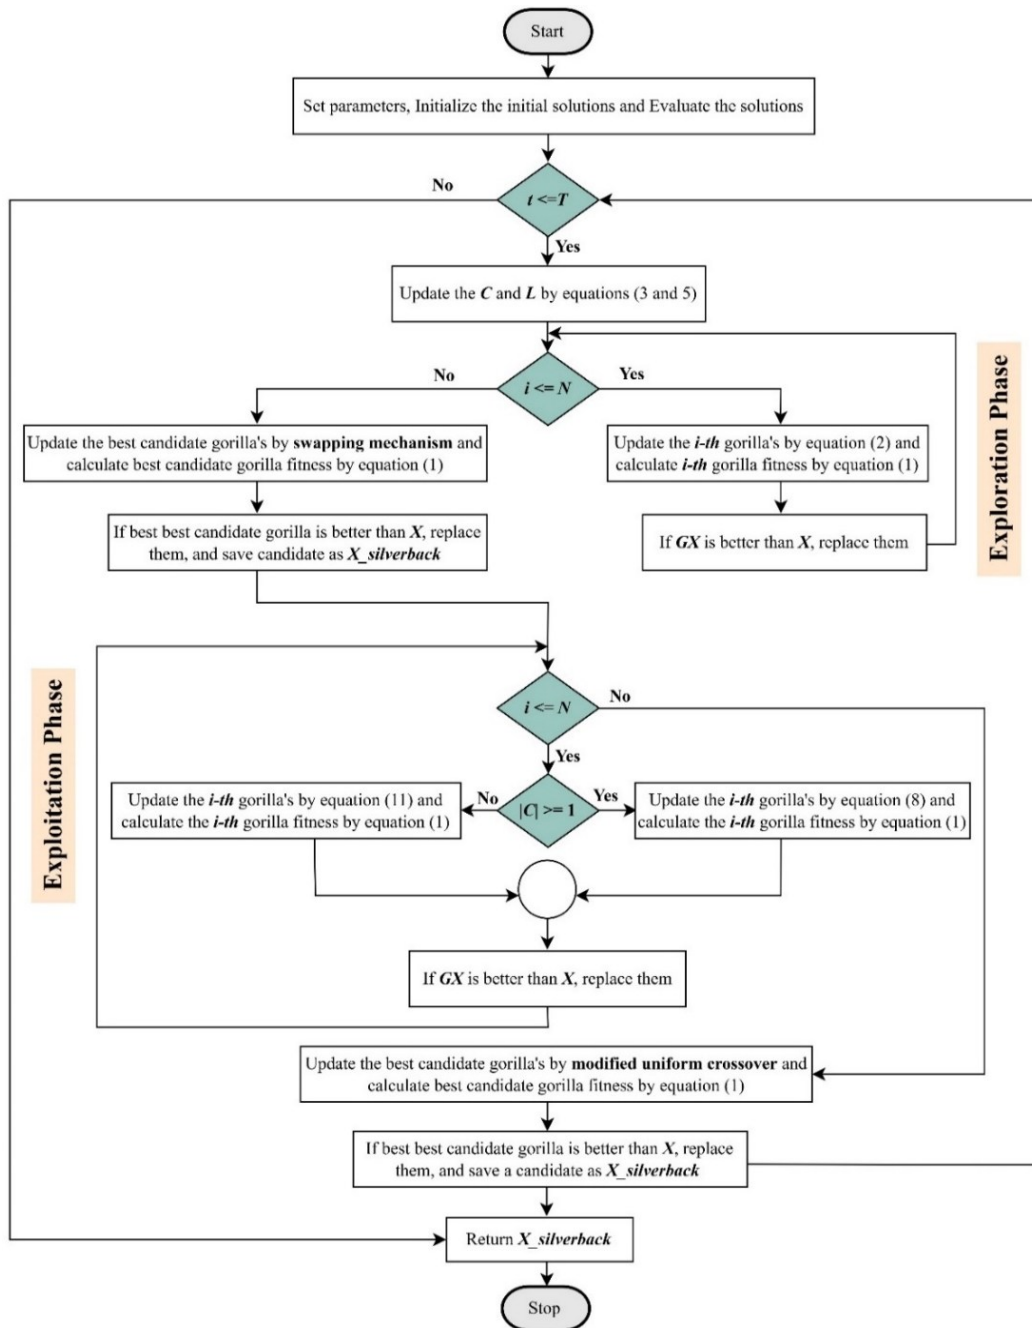 Start
Set parameters, Initialize the initial solutions and Evaluate the solutions
No
t <=T
Yes
Update the C and L by equations (3 and 5)
No
i <= N
Yes
Update the best candidate gorilla's by swapping mechanism and
calculate best candidate gorilla fitness by equation (1)
Update the i-th gorilla's by equation (2) and
calculate i-th gorilla fitness by equation (1)
If best best candidate gorilla is better than X, replace
them, and save candidate as X_silverback
If GX is better than X, replace them
Exploration Phase
Exploitation Phase
i <= N
No
Yes
Update the i-th gorilla's by equation (11) and
calculate the i-th gorilla fitness by equation (1)
No
|C| >= 1
Yes
Update the i-th gorilla's by equation (8) and
calculate the i-th gorilla fitness by equation (1)
If GX is better than X, replace them
Update the best candidate gorilla's by modified uniform crossover and
calculate best candidate gorilla fitness by equation (1)
If best best candidate gorilla is better than X, replace
them, and save a candidate as X_silverback
Return X_silverback
Stop